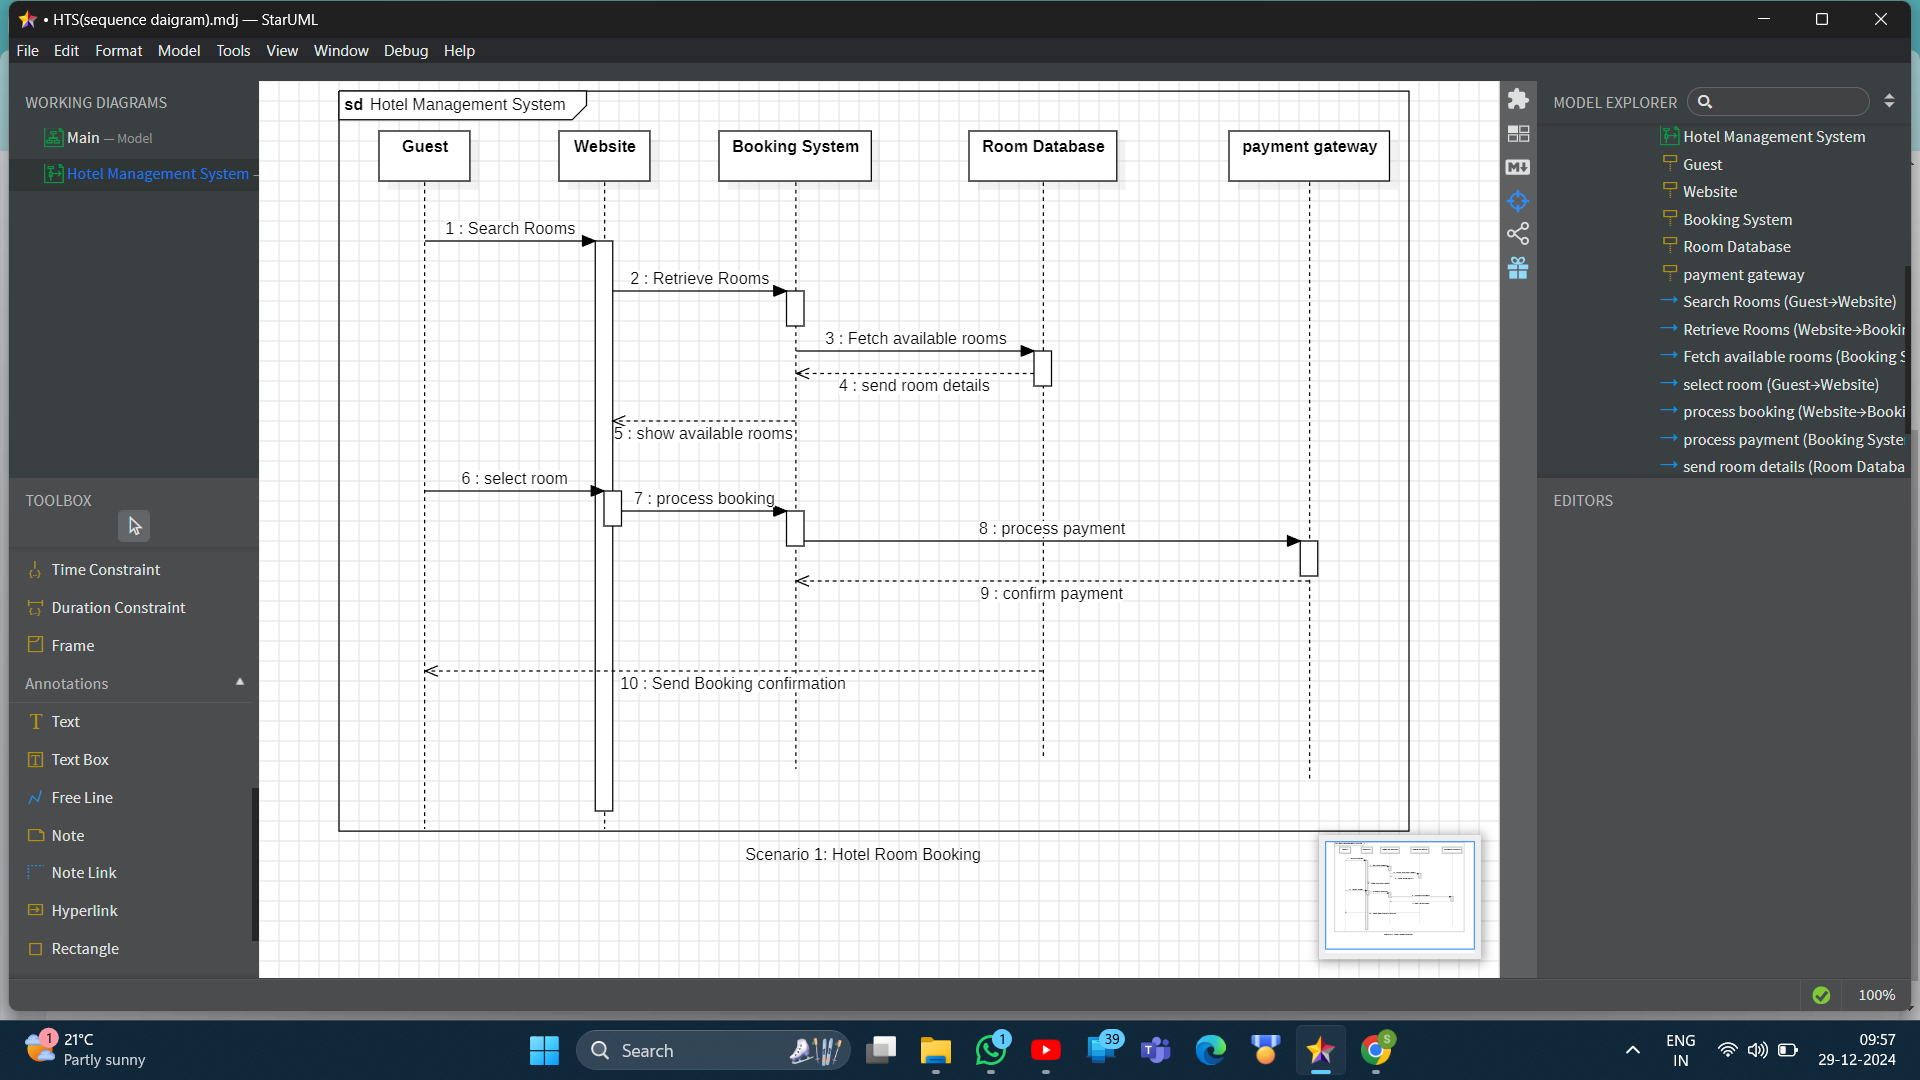 • HTS(sequence daigram).mdj — StarUML
File Edit Format Model Tools View Window Debug Help
WORKING DIAGRAMS
Main — Model
Hotel Management System –
TOOLBOX
Time Constraint
Duration Constraint
Frame
Annotations
Text
Text Box
Free Line
Note
Note Link
Hyperlink
Rectangle
sd Hotel Management System
Guest
Website
Booking System
Room Database
payment gateway
1 : Search Rooms
2 : Retrieve Rooms
3 : Fetch available rooms
4 : send room details
5 : show available rooms
6 : select room
7 : process booking
8 : process payment
9 : confirm payment
10 : Send Booking confirmation
Scenario 1: Hotel Room Booking
MODEL EXPLORER
Hotel Management System
Guest
Website
Booking System
Room Database
payment gateway
Search Rooms (Guest→Website)
Retrieve Rooms (Website→Bookin
Fetch available rooms (Booking S
select room (Guest→Website)
process booking (Website→Booki
process payment (Booking Syste
send room details (Room Databa
EDITORS
100%
1
21°C
Partly sunny
Search
1
39
S
ENG
IN
09:57
29-12-2024